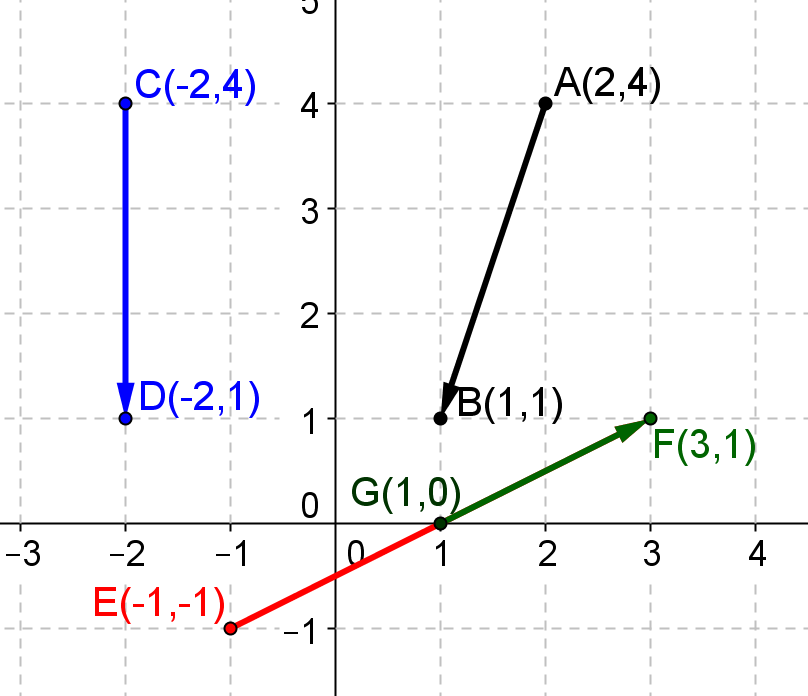 5
C(-2,4)
A(2,4)
4
3
2
D(-2,1)
B(1,1)
1
F(3,1)
G(1,0)
0
−3 −2 −1 0 1 2 3 4
E(-1,-1)
−1